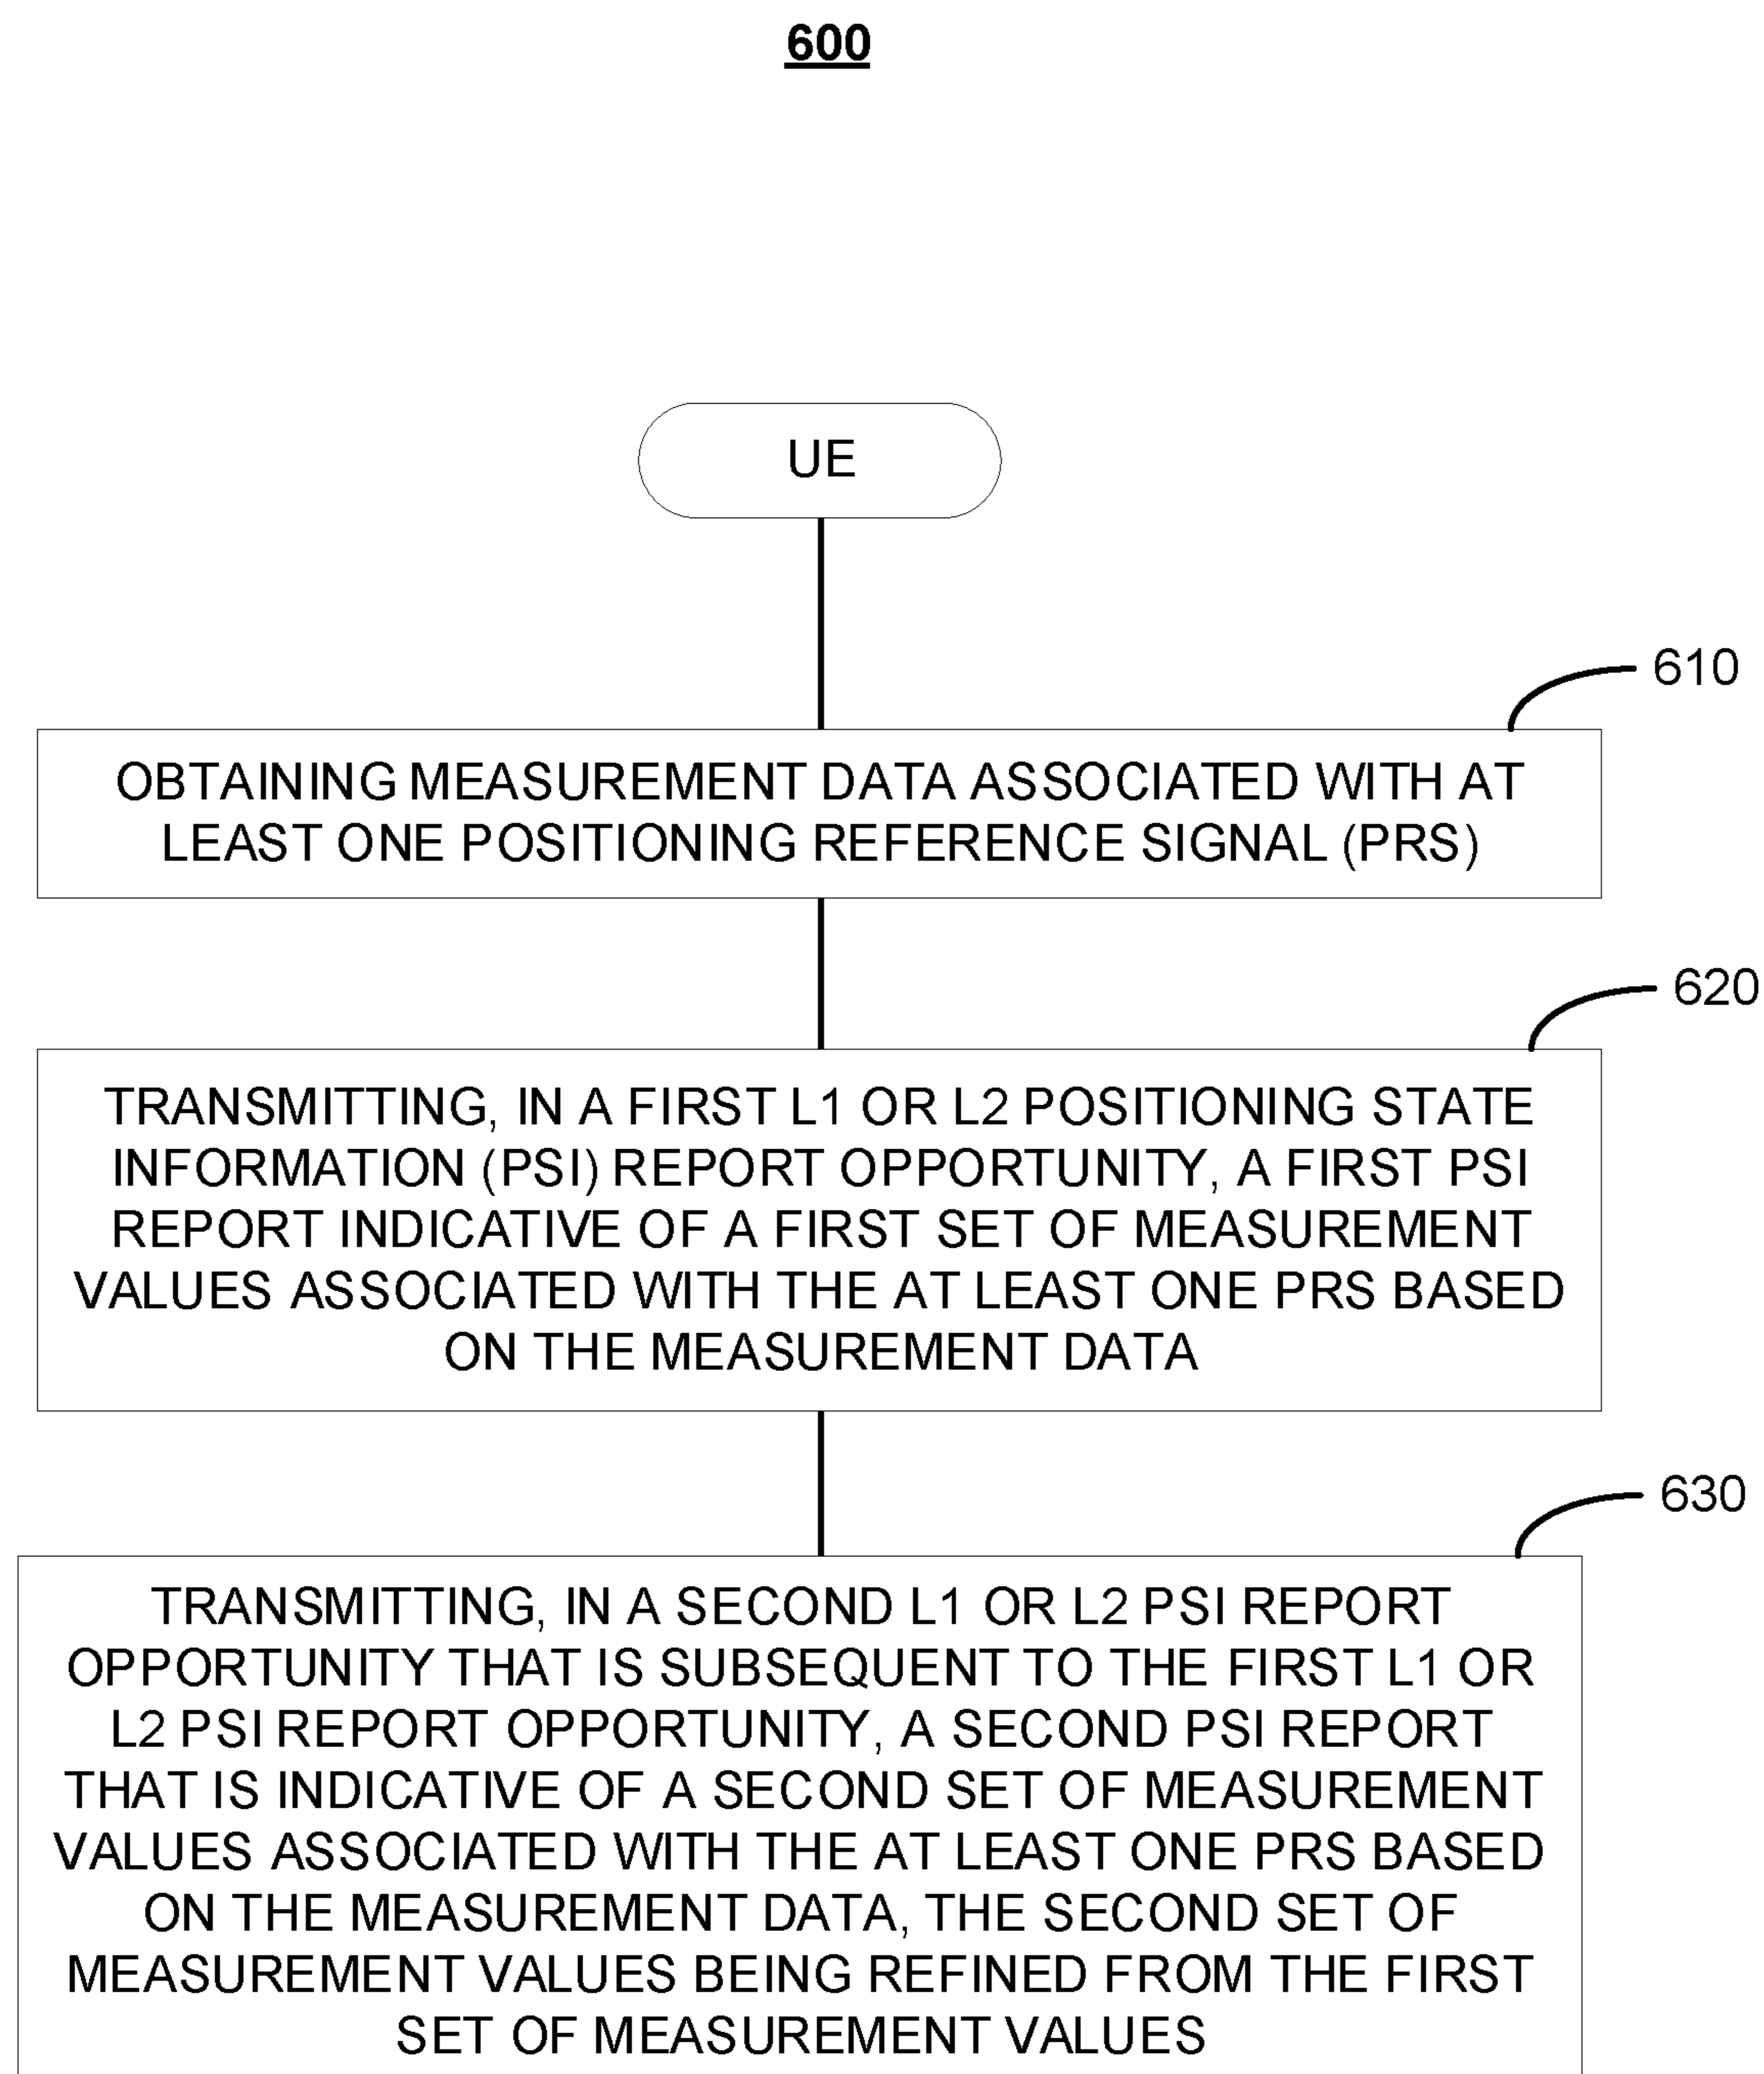 600
UE
610
OBTAINING MEASUREMENT DATA ASSOCIATED WITH AT
LEAST ONE POSITIONING REFERENCE SIGNAL (PRS)
620
TRANSMITTING, IN A FIRST L1 OR L2 POSITIONING STATE
INFORMATION (PSI) REPORT OPPORTUNITY, A FIRST PSI
REPORT INDICATIVE OF A FIRST SET OF MEASUREMENT
VALUES ASSOCIATED WITH THE AT LEAST ONE PRS BASED
ON THE MEASUREMENT DATA
630
TRANSMITTING, IN A SECOND L1 OR L2 PSI REPORT
OPPORTUNITY THAT IS SUBSEQUENT TO THE FIRST L1 OR
L2 PSI REPORT OPPORTUNITY, A SECOND PSI REPORT
THAT IS INDICATIVE OF A SECOND SET OF MEASUREMENT
VALUES ASSOCIATED WITH THE AT LEAST ONE PRS BASED
ON THE MEASUREMENT DATA, THE SECOND SET OF
MEASUREMENT VALUES BEING REFINED FROM THE FIRST
SET OF MEASUREMENT VALUES